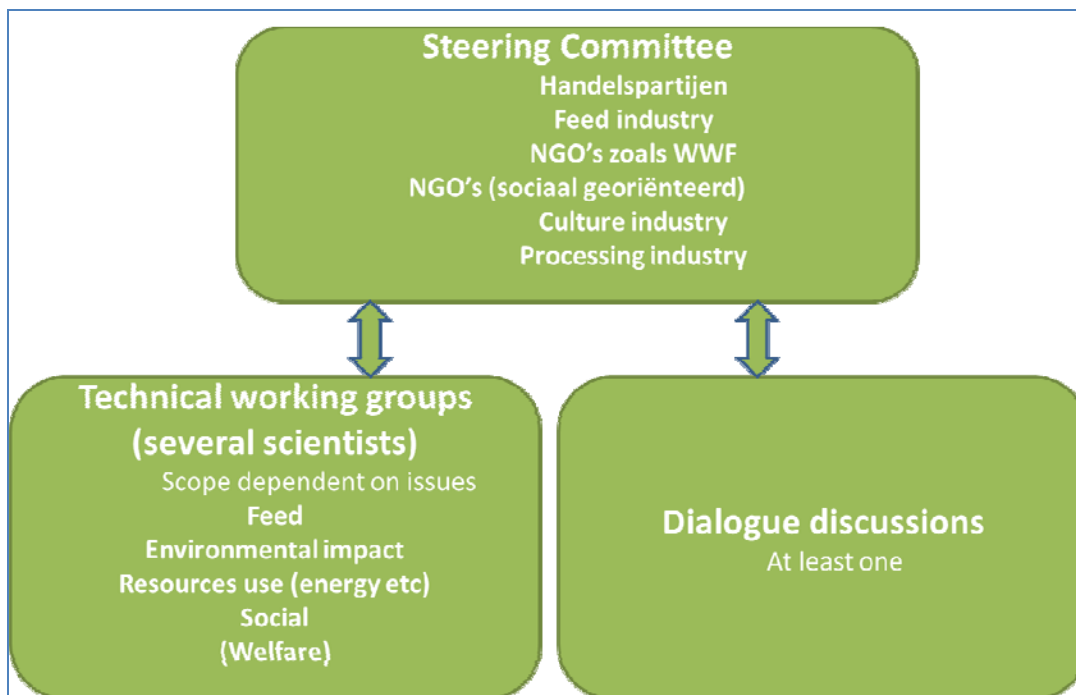 Steering Committee
Handelspartijen
Feed industry
NGO's zoals WWF
NGO's (sociaal georiënteerd)
Culture industry
Processing industry
Technical working groups
(several scientists)
Scope dependent on issues
Feed
Environmental impact
Resources use (energy etc)
Social
(Welfare)
Dialogue discussions
At least one